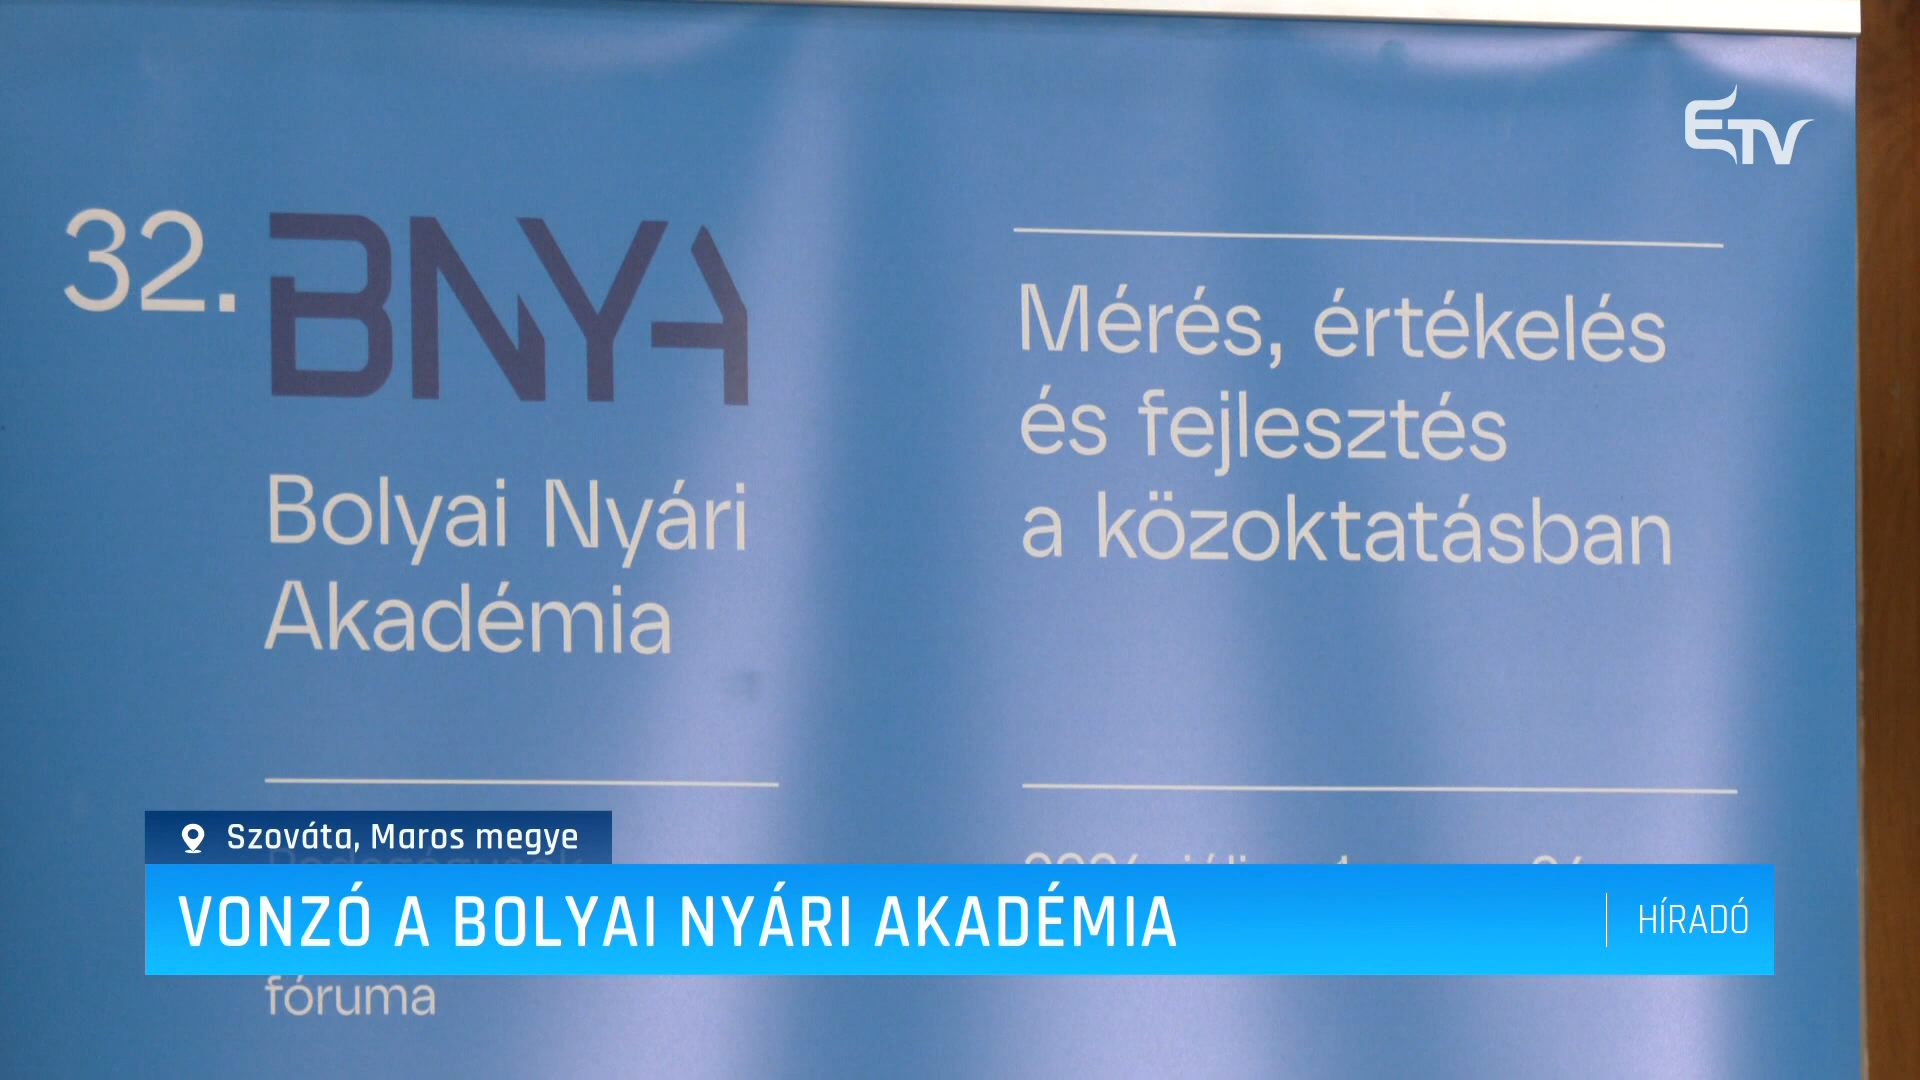 ETV
32. BNYA
Bolyai Nyári
Akadémia
Mérés, értékelés
és fejlesztés
a közoktatásban
Szováta, Maros megye
VONZÓ A BOLYAI NYÁRI AKADÉMIA
HÍRADÓ
fóruma